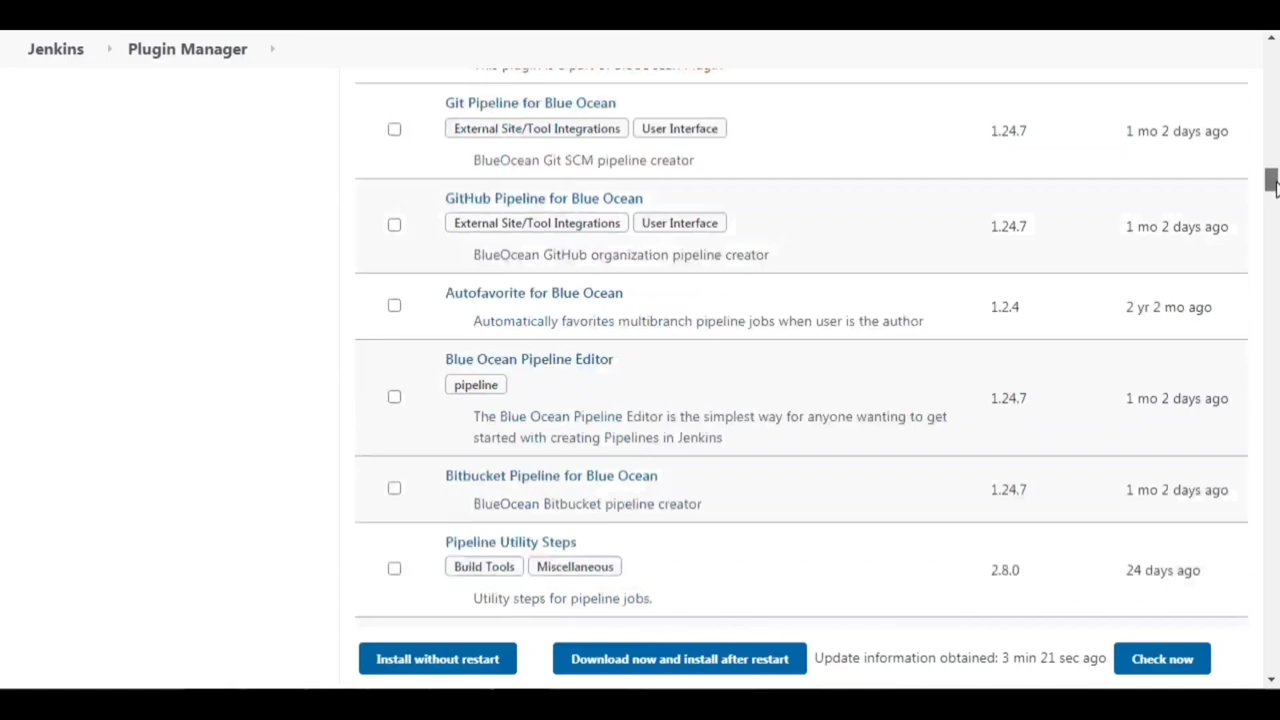 Jenkins Plugin Manager
This plugin is a part of BlueOcean Plugin
Git Pipeline for Blue Ocean
External Site/Tool Integrations User Interface
1.24.7 1 mo 2 days ago
BlueOcean Git SCM pipeline creator
GitHub Pipeline for Blue Ocean
External Site/Tool Integrations User Interface
1.24.7 1 mo 2 days ago
BlueOcean GitHub organization pipeline creator
Autofavorite for Blue Ocean
1.2.4 2 yr 2 mo ago
Automatically favorites multibranch pipeline jobs when user is the author
Blue Ocean Pipeline Editor
pipeline
1.24.7 1 mo 2 days ago
The Blue Ocean Pipeline Editor is the simplest way for anyone wanting to get
started with creating Pipelines in Jenkins
Bitbucket Pipeline for Blue Ocean
1.24.7 1 mo 2 days ago
BlueOcean Bitbucket pipeline creator
Pipeline Utility Steps
Build Tools Miscellaneous
2.8.0 24 days ago
Utility steps for pipeline jobs.
Install without restart Download now and install after restart Update information obtained: 3 min 21 sec ago Check now